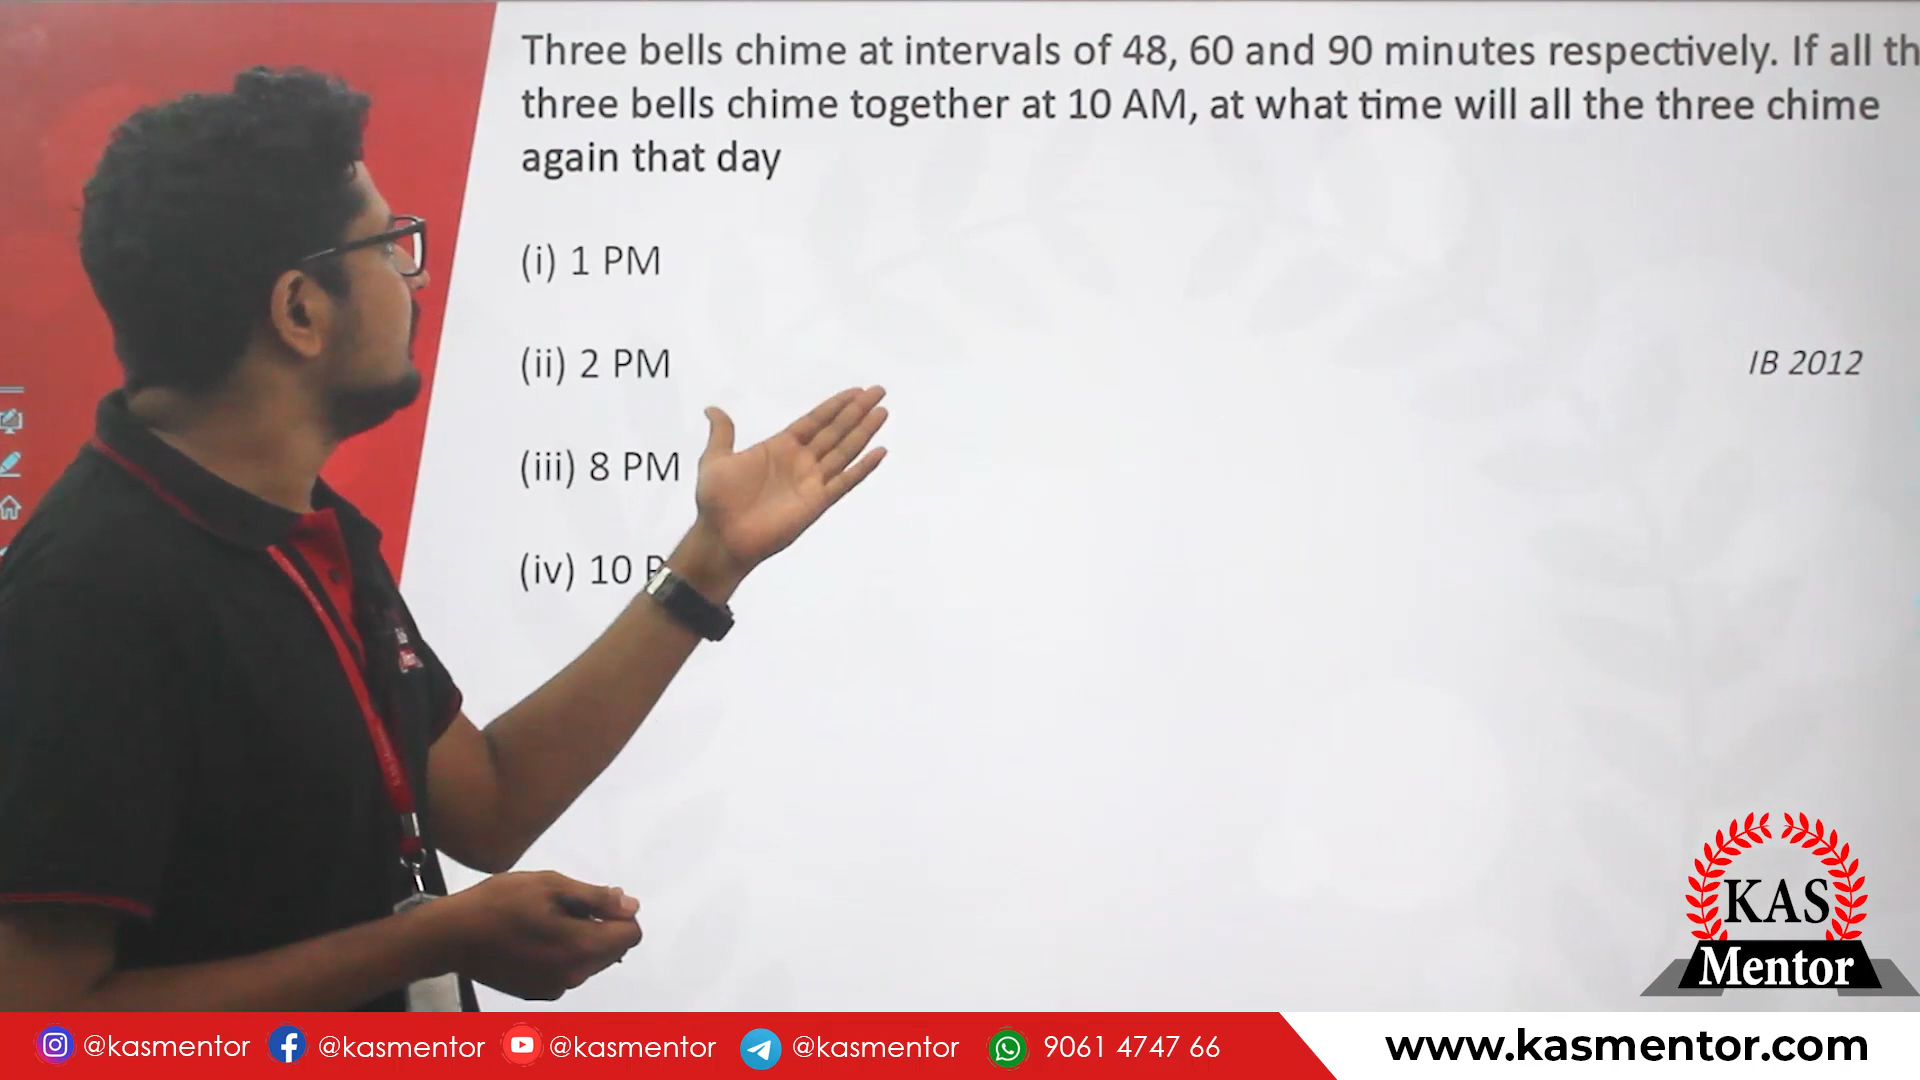 Three bells chime at intervals of 48, 60 and 90 minutes respectively. If all
three bells chime together at 10 AM, at what time will all the three chime
again that day
(i) 1 PM
(ii) 2 PM
IB 2012
(iii) 8 PM
(iv) 10
KAS
Mentor
@kasmentor @kasmentor @kasmentor @kasmentor 9061 4747 66
www.kasmentor.com